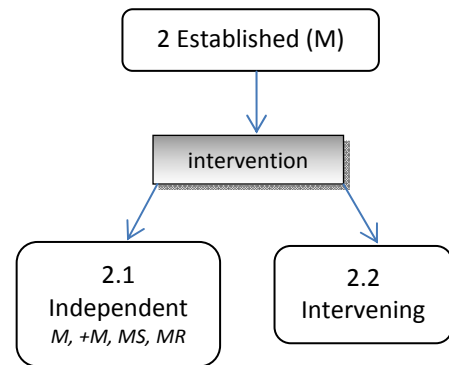 2 Established (M)
intervention
2.1
Independent
M, +M, MS, MR
2.2
Intervening